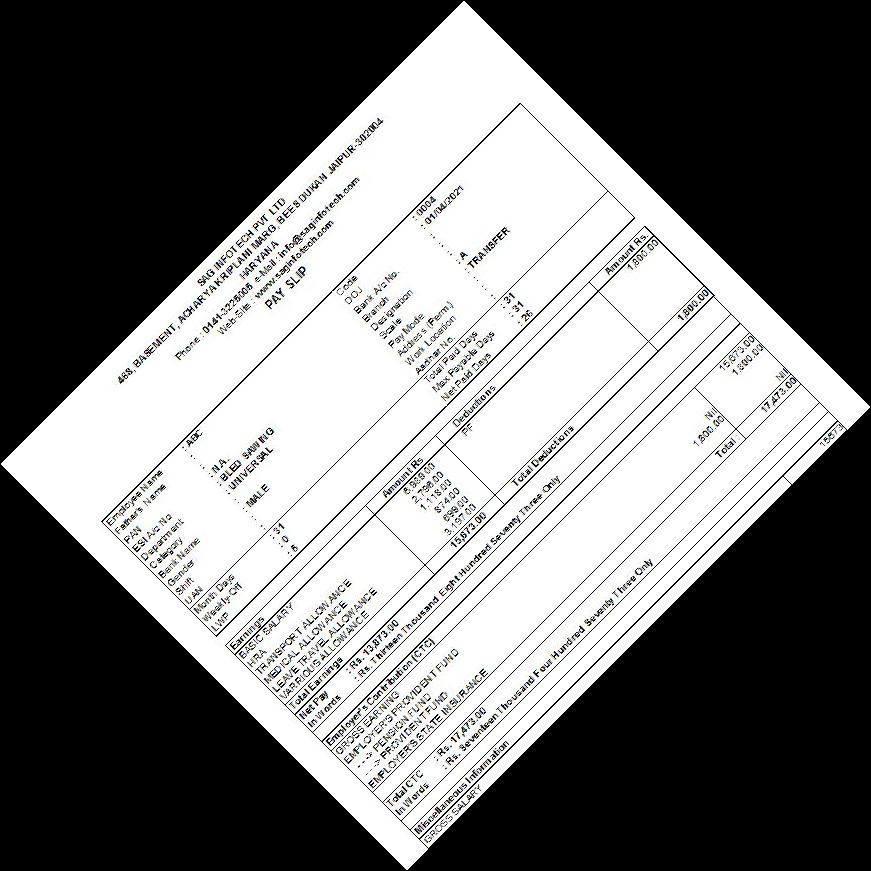 SAG INFOTECH PVT LTD
468, BASEMENT, ACHARYA KRIPLANI MARG, BEES DUKAN JAIPUR-302004
HARYANA
Phone : 0141-3226005 e-Mail : info@saginfotech.com
Web-Site : www.saginfotech.com
PAY SLIP
Employee Name : ABC Code : 0004
Father's Name : DOJ : 01/04/2021
PAN : Bank A/c No. :
ESI A/c No : N.A. Branch :
Department : BLED SAWING Designation :
Category : UNIVERSAL Scale : A
Bank Name : Pay Mode : TRANSFER
Gender : MALE Address (Perm) :
Shift : Work Location :
UAN : Aadhar No. :
Month Days : 31 Total Paid Days : 31
Weekly-Off : 0 Max Payable Days : 31
LWP : 5 Net Paid Days : 26
Earnings Amount Rs Deductions Amount Rs.
BASIC SALARY 6,989.00 PF 1,800.00
HRA 2,796.00
TRANSPORT ALLOWANCE 1,118.00
MEDICAL ALLOWANCE 874.00
LEAVE TRAVEL ALLOWANCE 699.00
VARRIOUS ALLOWANCE 3,197.00
Total Earnings 15,673.00 Total Deductions 1,800.00
Net Pay : Rs. 13,873.00
In Words : Rs. Thirteen Thousand Eight Hundred Seventy Three Only
Employer's Contribution (CTC)
GROSS EARNING 15,673.00
EMPLOYER'S PROVIDENT FUND 1,800.00
---> PENSION FUND Nil
---> PROVIDENT FUND 1,800.00
EMPLOYER'S STATE INSURANCE Nil
Total 17,473.00
Total CTC : Rs. 17,473.00
In Words : Rs. Seventeen Thousand Four Hundred Seventy Three Only
Miscellaneous Information
GROSS SALARY 15673